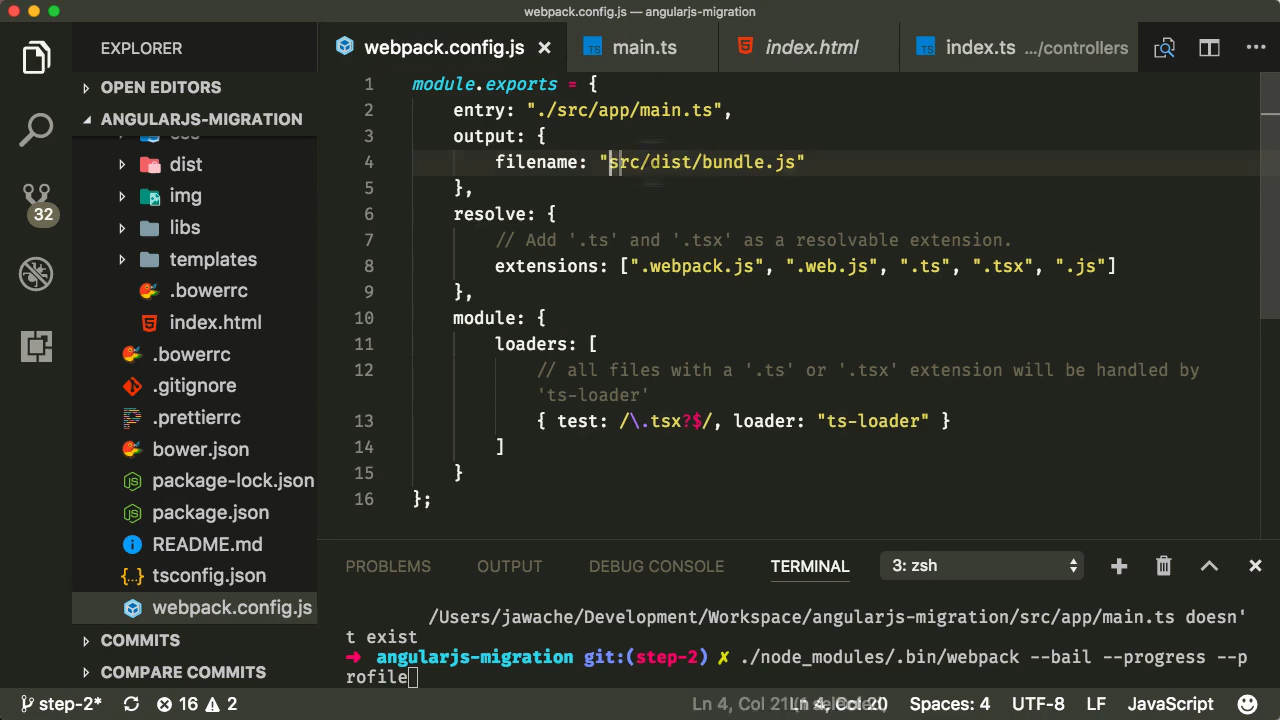 webpack.config.js — angularjs-migration
EXPLORER
webpack.config.js
main.ts
index.html
index.ts .../controllers
OPEN EDITORS
ANGULARJS-MIGRATION
css
dist
img
libs
templates
.bowerrc
index.html
.bowerrc
.gitignore
.prettierrc
bower.json
package-lock.json
package.json
README.md
tsconfig.json
webpack.config.js
COMMITS
COMPARE COMMITS
32
1 module.exports = {
2 entry: "./src/app/main.ts",
3 output: {
4 filename: "src/dist/bundle.js"
5 },
6 resolve: {
7 // Add '.ts' and '.tsx' as a resolvable extension.
8 extensions: [".webpack.js", ".web.js", ".ts", ".tsx", ".js"]
9 },
10 module: {
11 loaders: [
12 // all files with a '.ts' or '.tsx' extension will be handled by
'ts-loader'
13 { test: /\.tsx?$/, loader: "ts-loader" }
14 ]
15 }
16 };
PROBLEMS OUTPUT DEBUG CONSOLE TERMINAL 3: zsh
/Users/jawache/Development/Workspace/angularjs-migration/src/app/main.ts doesn'
t exist
➜ angularjs-migration git:(step-2) ✗ ./node_modules/.bin/webpack --bail --progress --p
rofile
step-2* 16 2 Spaces: 4 UTF-8 LF JavaScript